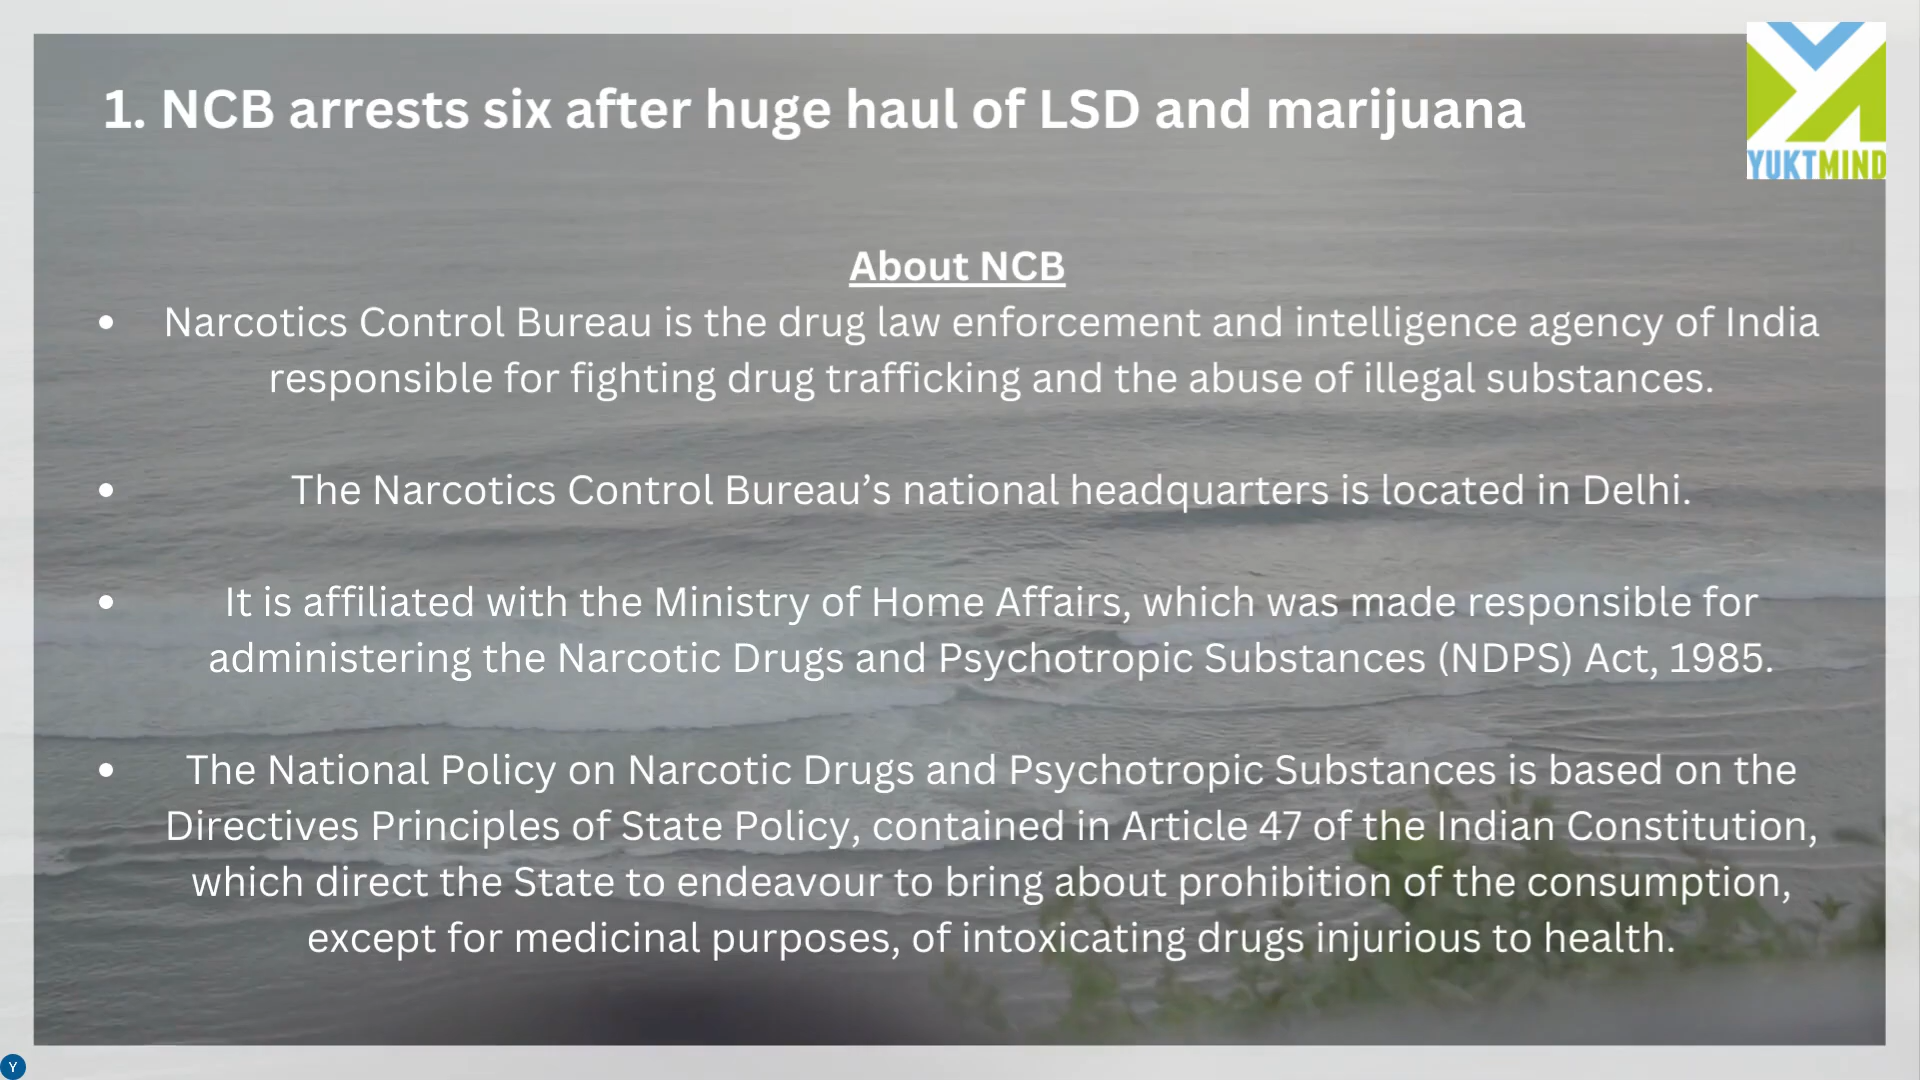 1. NCB arrests six after huge haul of LSD and marijuana
YUKTMIND
About NCB
• Narcotics Control Bureau is the drug law enforcement and intelligence agency of India
responsible for fighting drug trafficking and the abuse of illegal substances.
• The Narcotics Control Bureau’s national headquarters is located in Delhi.
• It is affiliated with the Ministry of Home Affairs, which was made responsible for
administering the Narcotic Drugs and Psychotropic Substances (NDPS) Act, 1985.
• The National Policy on Narcotic Drugs and Psychotropic Substances is based on the
Directives Principles of State Policy, contained in Article 47 of the Indian Constitution,
which direct the State to endeavour to bring about prohibition of the consumption,
except for medicinal purposes, of intoxicating drugs injurious to health.
Y